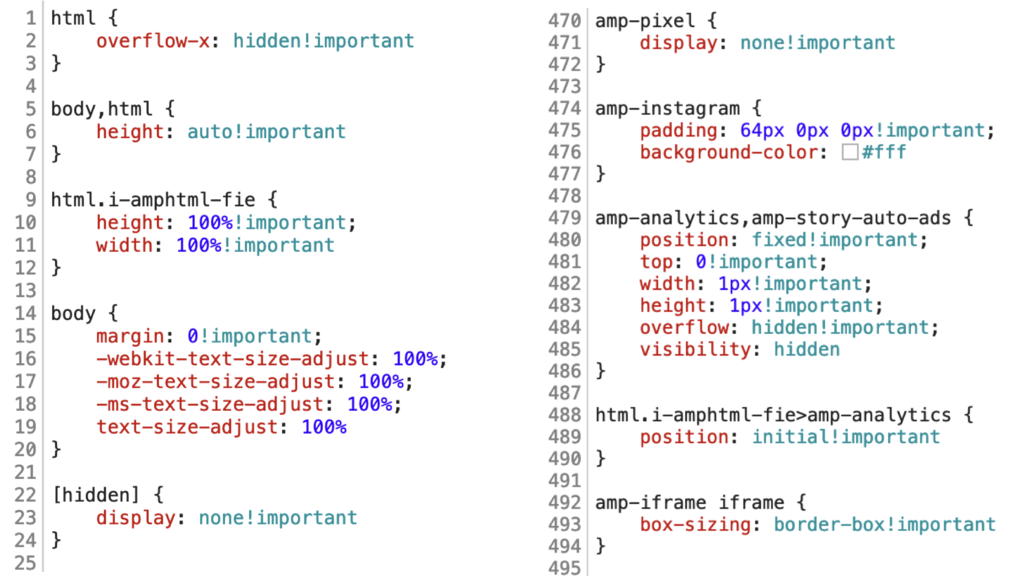 1 html {
2     overflow-x: hidden!important
3 }
4
5 body,html {
6     height: auto!important
7 }
8
9 html.i-amphtml-fie {
10     height: 100%!important;
11     width: 100%!important
12 }
13
14 body {
15     margin: 0!important;
16     -webkit-text-size-adjust: 100%;
17     -moz-text-size-adjust: 100%;
18     -ms-text-size-adjust: 100%;
19     text-size-adjust: 100%
20 }
21
22 [hidden] {
23     display: none!important
24 }
25
470 amp-pixel {
471     display: none!important
472 }
473
474 amp-instagram {
475     padding: 64px 0px 0px!important;
476     background-color: #fff
477 }
478
479 amp-analytics,amp-story-auto-ads {
480     position: fixed!important;
481     top: 0!important;
482     width: 1px!important;
483     height: 1px!important;
484     overflow: hidden!important;
485     visibility: hidden
486 }
487
488 html.i-amphtml-fie>amp-analytics {
489     position: initial!important
490 }
491
492 amp-iframe iframe {
493     box-sizing: border-box!important
494 }
495